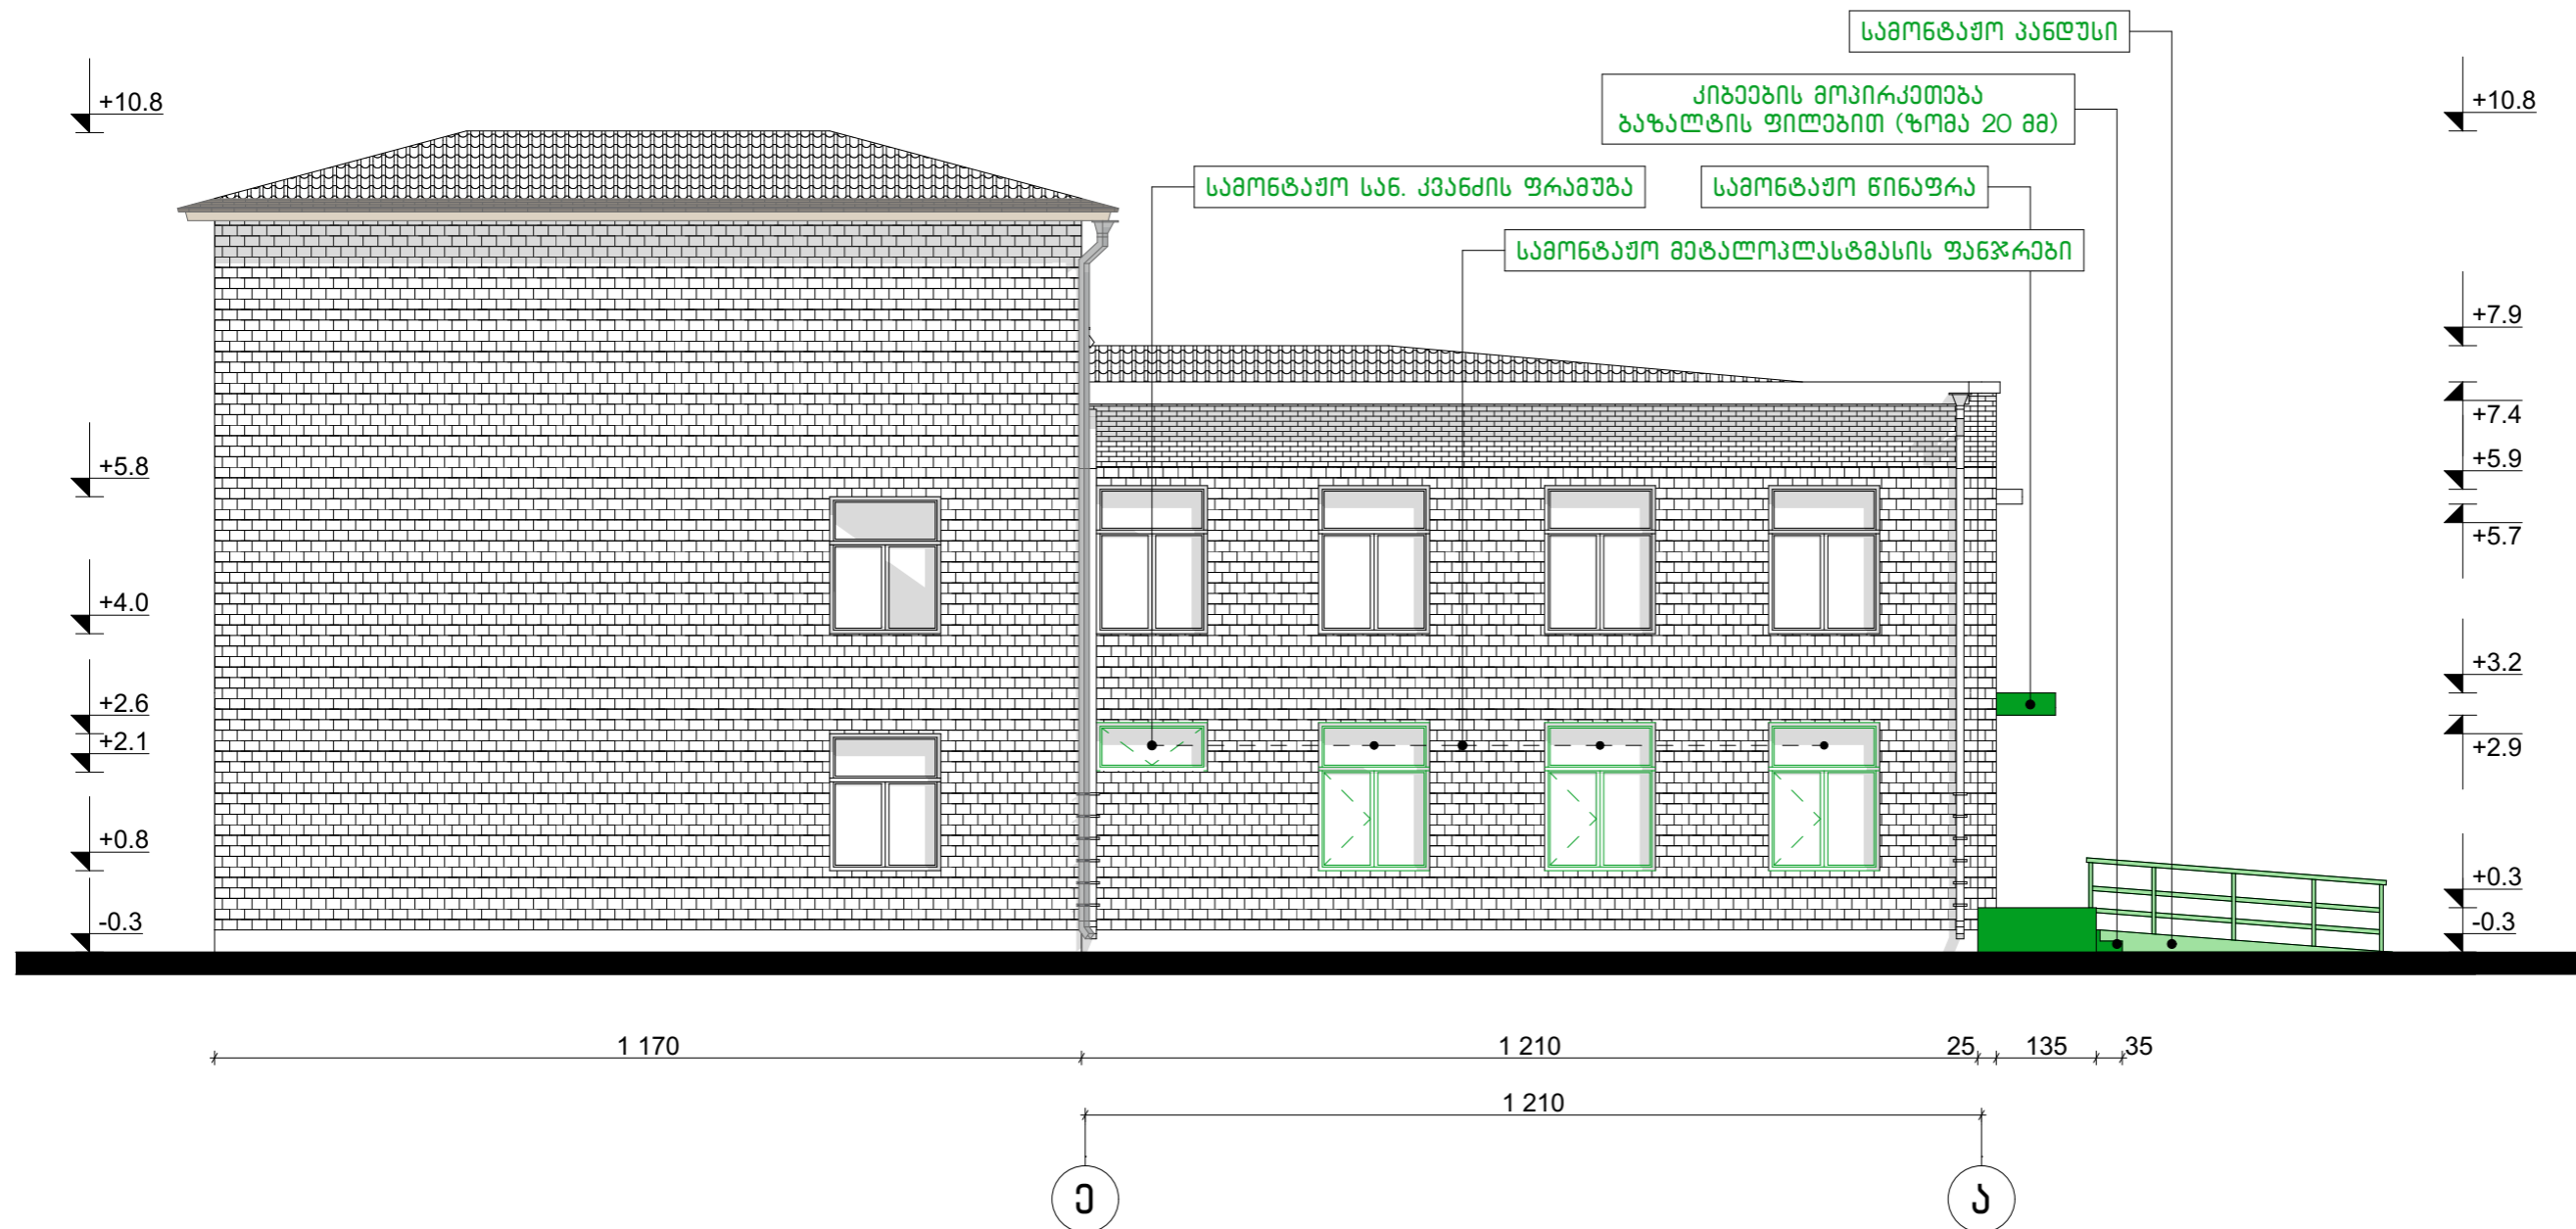 სამონტაჟო პანდუსი
კიბეების მოპირკეთება
ბაზალტის ფილებით (ზომა 20 მმ)
სამონტაჟო სან. კვანძის ფრამუგა
სამონტაჟო წინაფრა
სამონტაჟო მეტალოპლასტმასის ფანჯრები
+10.8
+5.8
+4.0
+2.6
+2.1
+0.8
-0.3
+10.8
+7.9
+7.4
+5.9
+5.7
+3.2
+2.9
+0.3
-0.3
1 170
1 210
25
135
35
1 210
ე
ა